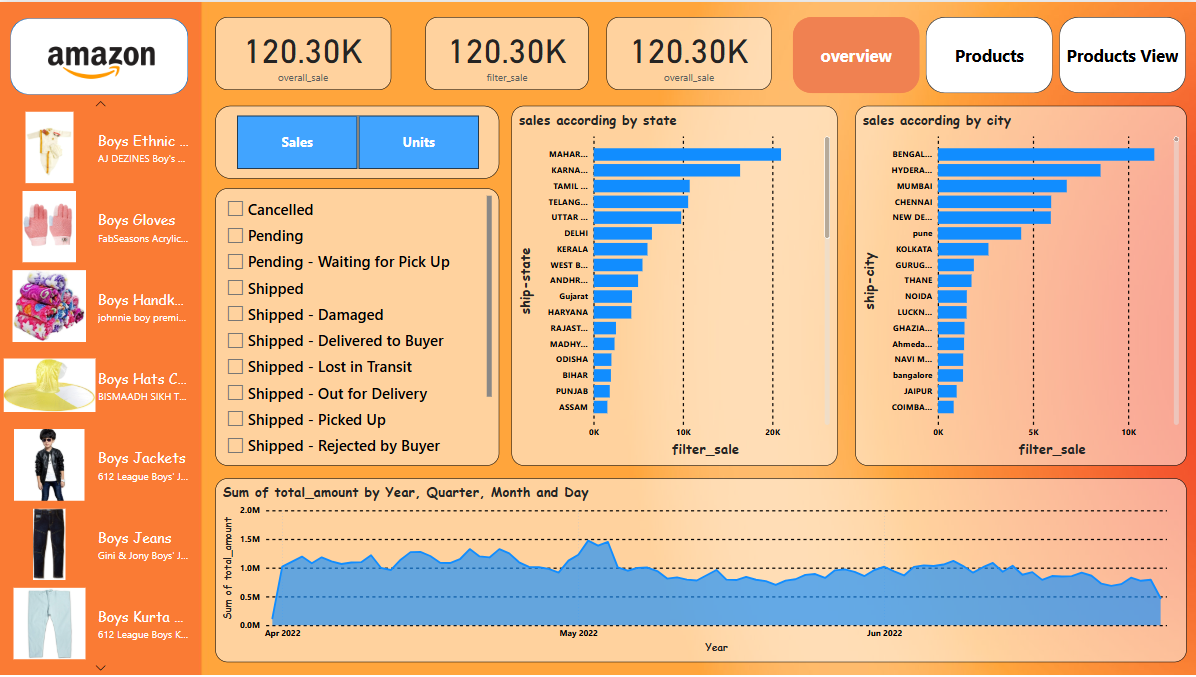 amazon
120.30K
overall_sale
120.30K
filter_sale
120.30K
overall_sale
overview
Products
Products View
Boys Ethnic ...
AJ DEZINES Boy's ...
Boys Gloves
FabSeasons Acrylic...
Boys Handk...
johnnie boy premi...
Boys Hats C...
BISMAADH SIKH T...
Boys Jackets
612 League Boys' J...
Boys Jeans
Gini & Jony Boys' J...
Boys Kurta ...
612 League Boys K...
Sales
Units
Cancelled
Pending
Pending - Waiting for Pick Up
Shipped
Shipped - Damaged
Shipped - Delivered to Buyer
Shipped - Lost in Transit
Shipped - Out for Delivery
Shipped - Picked Up
Shipped - Rejected by Buyer
sales according by state
ship-state
MAHAR...
KARNA...
TAMIL ...
TELANG...
UTTAR ...
DELHI
KERALA
WEST B...
ANDHR...
Gujarat
HARYANA
RAJAST...
MADHY...
ODISHA
BIHAR
PUNJAB
ASSAM
0K 10K 20K
filter_sale
sales according by city
ship-city
BENGAL...
HYDERA...
MUMBAI
CHENNAI
NEW DE...
pune
KOLKATA
GURUG...
THANE
NOIDA
LUCKN...
GHAZIA...
Ahmeda...
NAVI M...
bangalore
JAIPUR
COIMBA...
0K 5K 10K
filter_sale
Sum of total_amount by Year, Quarter, Month and Day
Sum of total_amount
2.0M
1.5M
1.0M
0.5M
0.0M
Apr 2022 May 2022 Jun 2022
Year